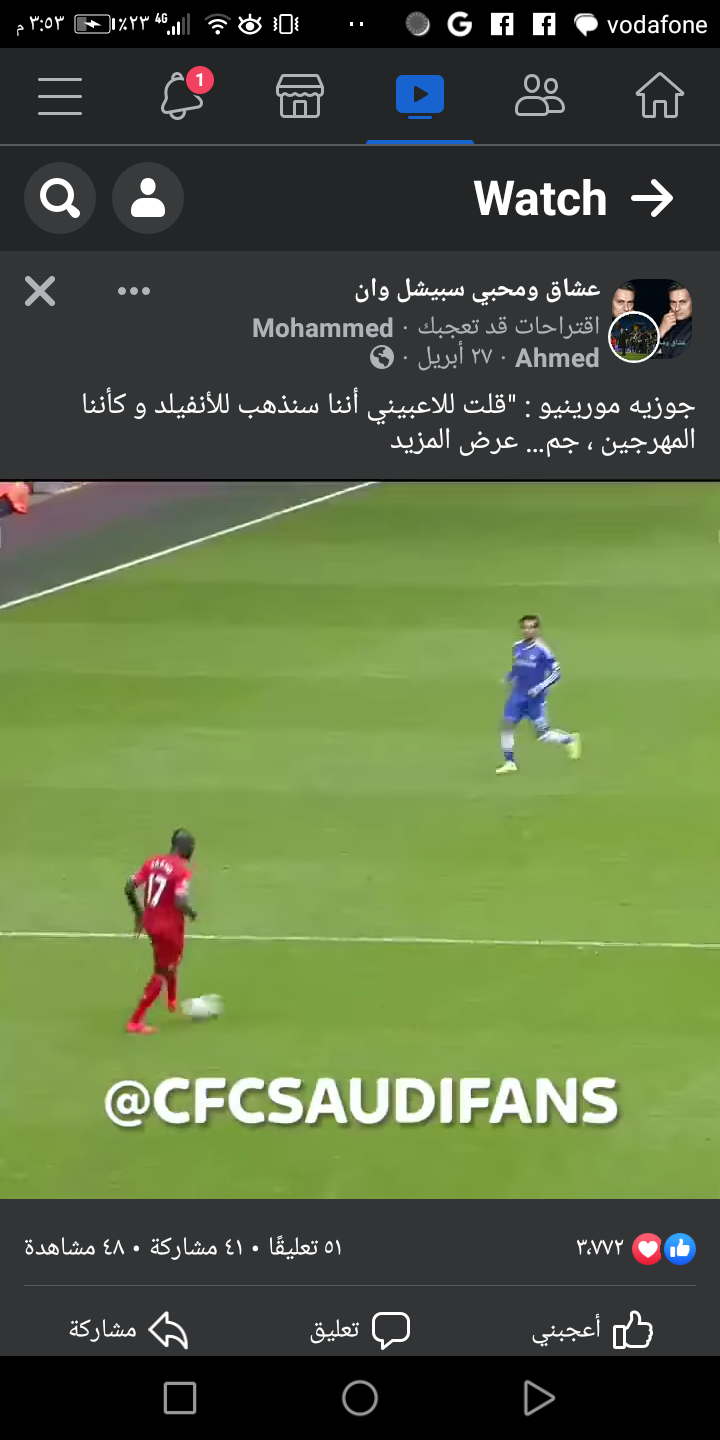 م ٣:٥٣ ٪٢٣ 4G vodafone
1
Watch
عشاق ومحبي سبيشل وان
اقتراحات قد تعجبك · Mohammed
Ahmed · ٢٧ أبريل ·
جوزيه مورينيو : "قلت للاعبيني أننا سنذهب للأنفيلد و كأننا
المهرجين ، جم... عرض المزيد
17
@CFCSAUDIFANS
٣٬٧٧٢ ٥١ تعليقًا • ٤١ مشاركة • ٤٨ مشاهدة
أعجبني تعليق مشاركة